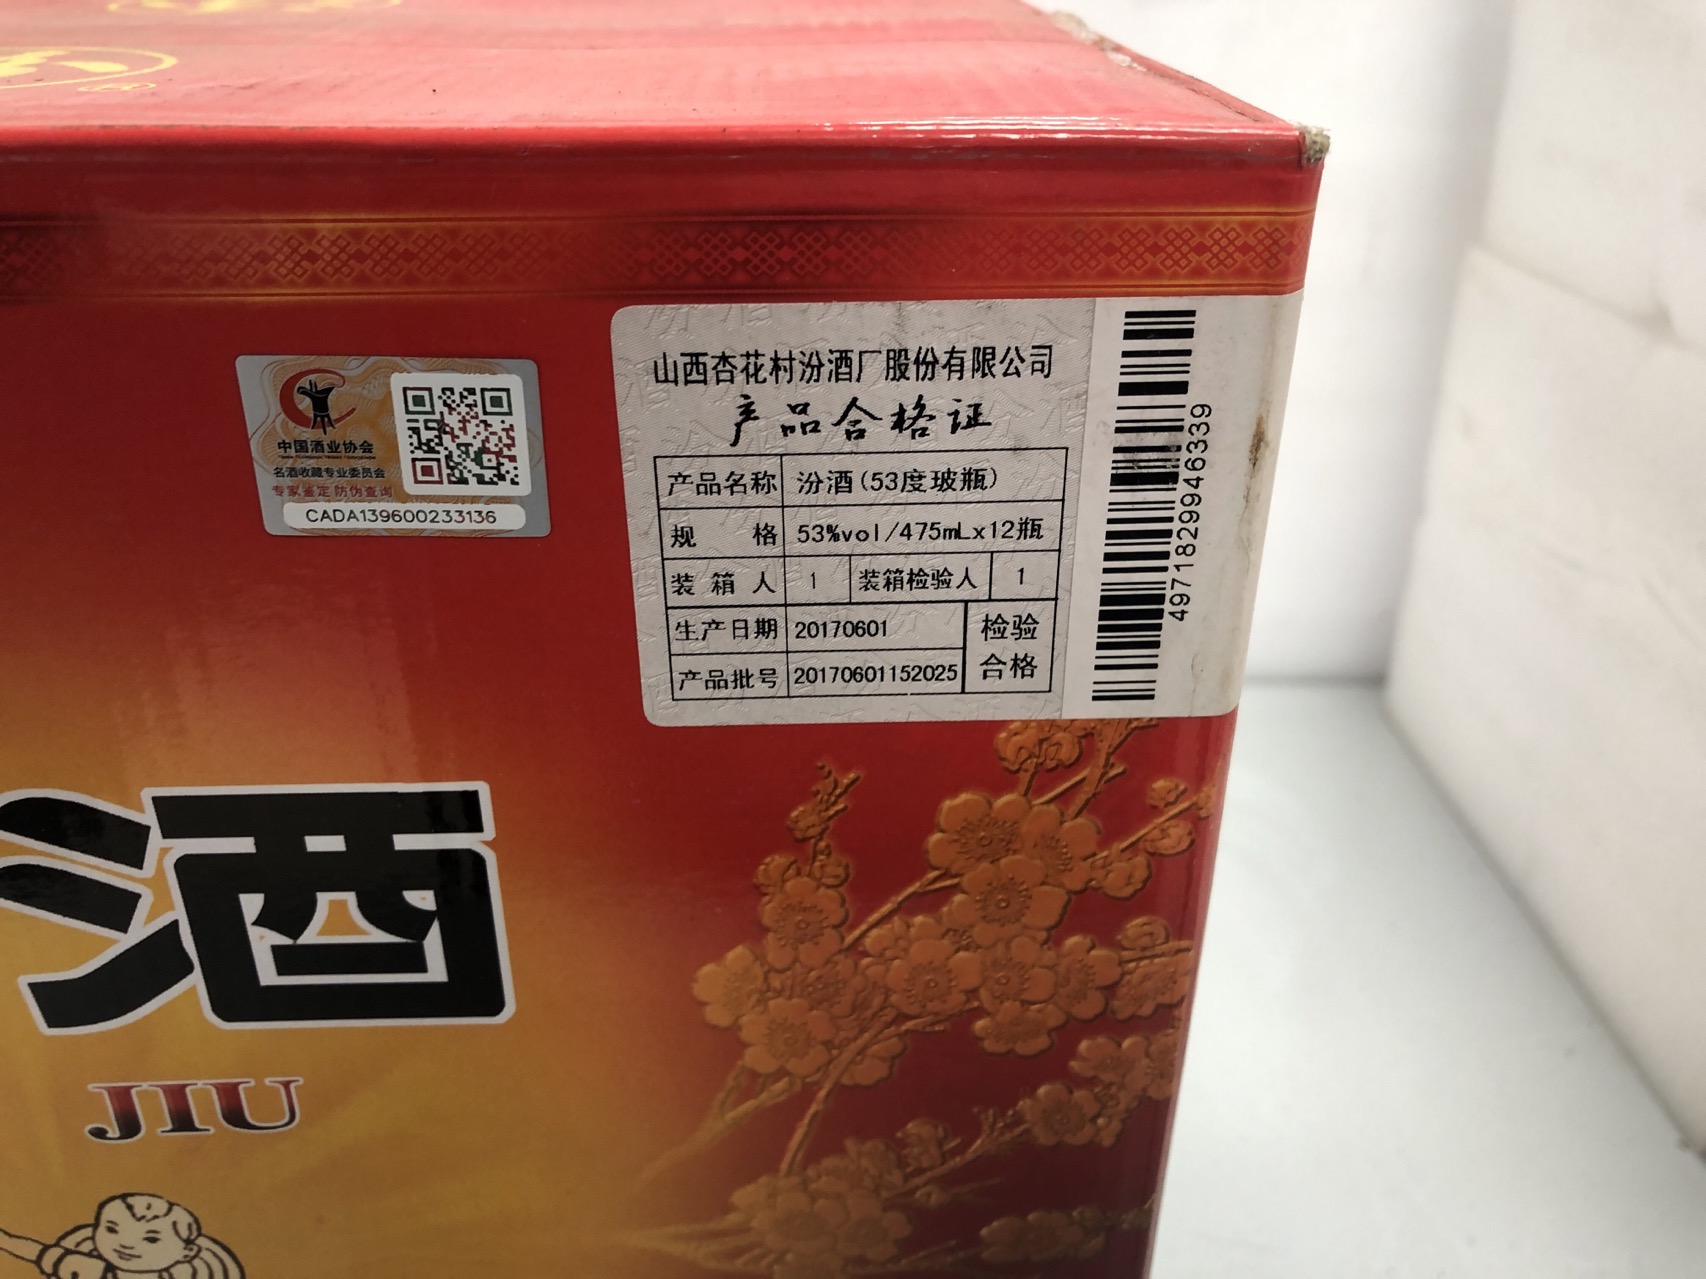 中国酒业协会
名酒收藏专业委员会
专家鉴定 防伪查询
CADA139600233136
山西杏花村汾酒厂股份有限公司
产品合格证
产品名称 汾酒(53度玻瓶)
规格 53%vol/475mLx12瓶
装箱人 1 装箱检验人 1
生产日期 20170601 检验
产品批号 20170601152025 合格
4971829946339
酒
JIU